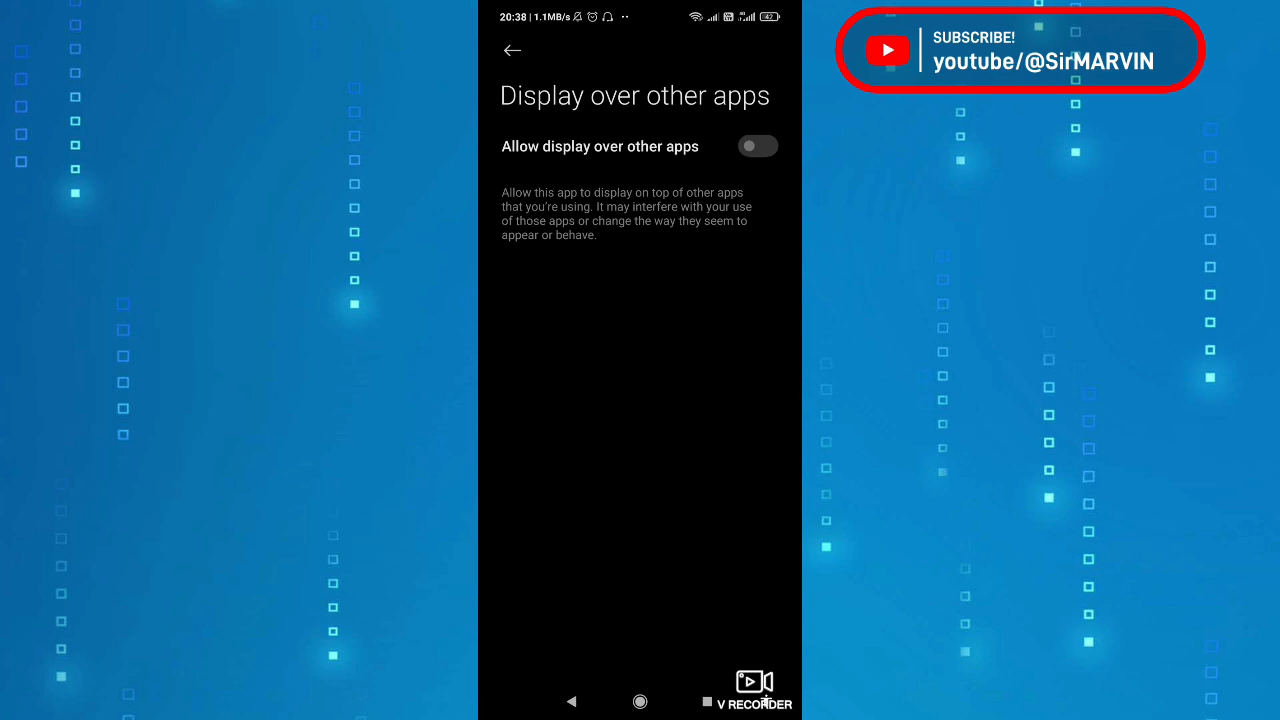 20:38 | 1.1MB/s
42
SUBSCRIBE!
youtube/@SirMARVIN
Display over other apps
Allow display over other apps
Allow this app to display on top of other apps
that you're using. It may interfere with your use
of those apps or change the way they seem to
appear or behave.
V RECORDER